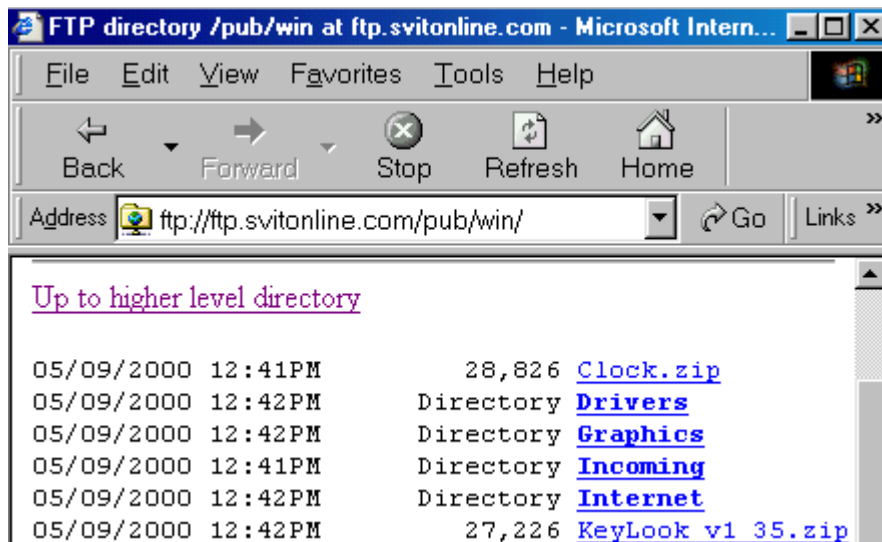 FTP directory /pub/win at ftp.svitonline.com - Microsoft Intern...
File Edit View Favorites Tools Help
Back Forward Stop Refresh Home »
Address ftp://ftp.svitonline.com/pub/win/ Go Links »
Up to higher level directory
05/09/2000 12:41PM 28,826 Clock.zip
05/09/2000 12:42PM Directory Drivers
05/09/2000 12:42PM Directory Graphics
05/09/2000 12:41PM Directory Incoming
05/09/2000 12:42PM Directory Internet
05/09/2000 12:42PM 27,226 KeyLook v1 35.zip